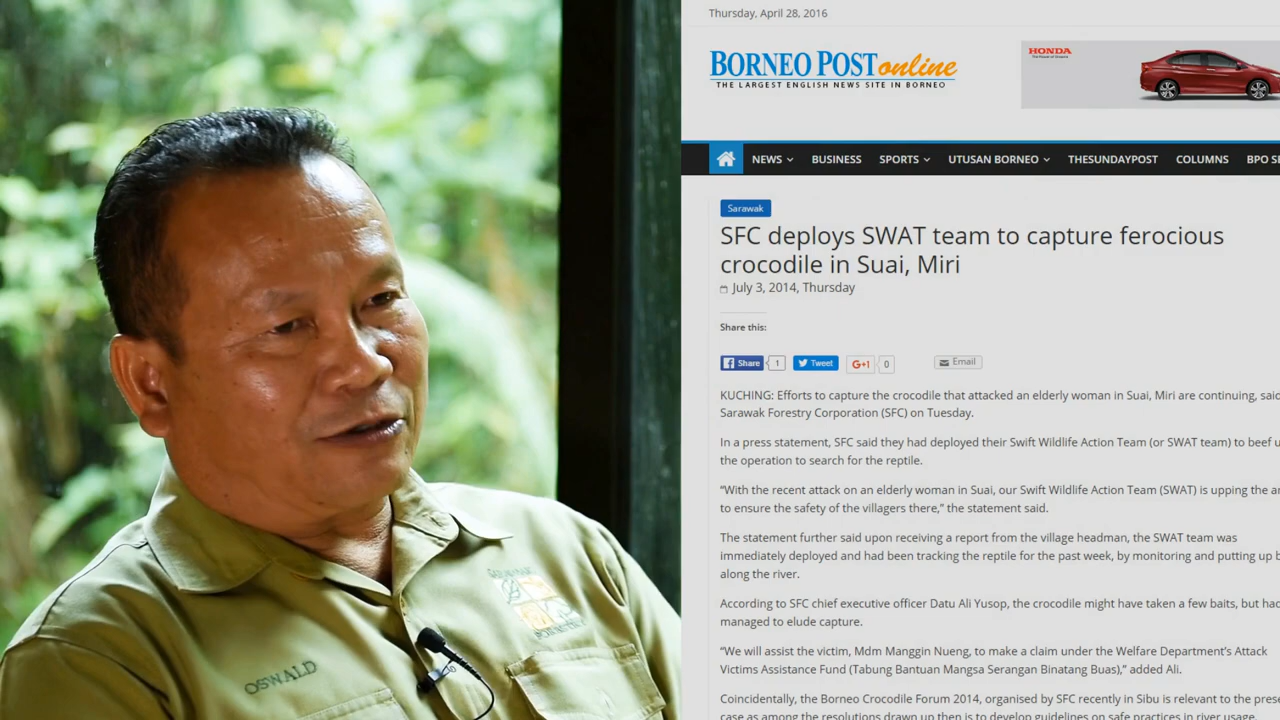 OSWALD
Thursday, April 28, 2016
BORNEO POST online
THE LARGEST ENGLISH NEWS SITE IN BORNEO
HONDA
NEWS
BUSINESS
SPORTS
UTUSAN BORNEO
THESUNDAYPOST
COLUMNS
BPO
Sarawak
SFC deploys SWAT team to capture ferocious
crocodile in Suai, Miri
July 3, 2014, Thursday
Share this:
Share 1 Tweet G+1 0 Email
KUCHING: Efforts to capture the crocodile that attacked an elderly woman in Suai, Miri are continuing, said
Sarawak Forestry Corporation (SFC) on Tuesday.
In a press statement, SFC said they had deployed their Swift Wildlife Action Team (or SWAT team) to beef
the operation to search for the reptile.
“With the recent attack on an elderly woman in Suai, our Swift Wildlife Action Team (SWAT) is upping the
to ensure the safety of the villagers there,” the statement said.
The statement further said upon receiving a report from the village headman, the SWAT team was
immediately deployed and had been tracking the reptile for the past week, by monitoring and putting up
along the river.
According to SFC chief executive officer Datu Ali Yusop, the crocodile might have taken a few baits, but had
managed to elude capture.
“We will assist the victim, Mdm Manggin Nueng, to make a claim under the Welfare Department’s Attack
Victims Assistance Fund (Tabung Bantuan Mangsa Serangan Binatang Buas),” added Ali.
Coincidentally, the Borneo Crocodile Forum 2014, organised by SFC recently in Sibu is relevant to the
case as among the resolutions drawn up then is to develop guidelines on safe practices in river usage.